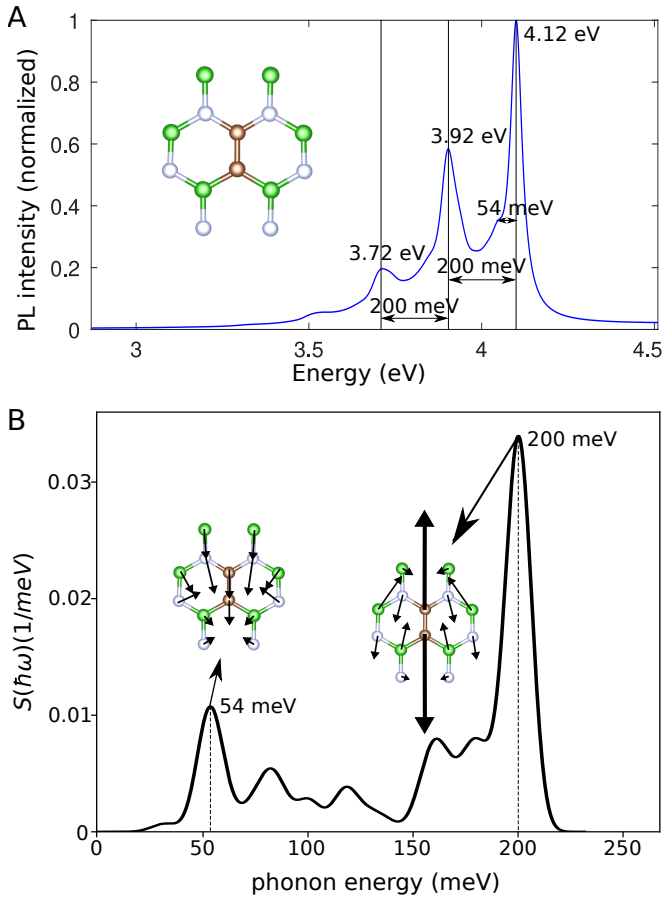 A
PL intensity (normalized)
1
0.8
0.6
0.4
0.2
0
4.12 eV
3.92 eV
54 meV
3.72 eV
200 meV
200 meV
3
3.5
4
4.5
Energy (eV)
B
S(ħω)(1/meV)
0.03
0.02
0.01
0
200 meV
54 meV
0
50
100
150
200
250
phonon energy (meV)